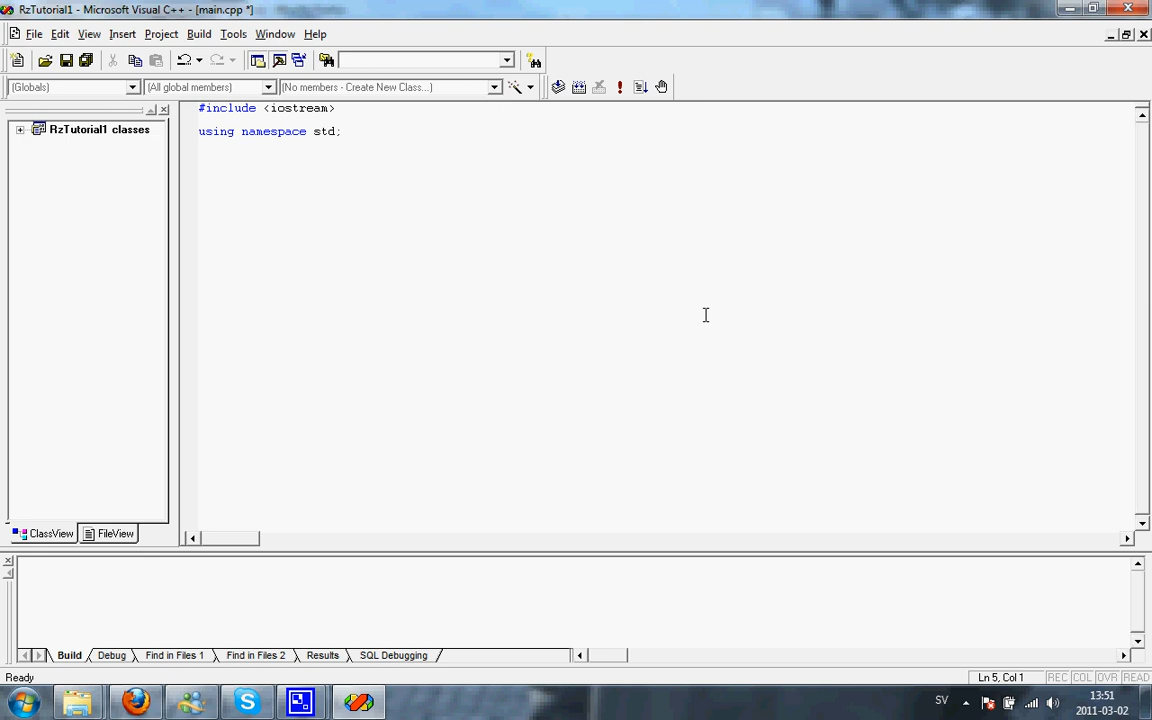 RzTutorial1 - Microsoft Visual C++ - [main.cpp *]
File Edit View Insert Project Build Tools Window Help
(Globals) (All global members) (No members - Create New Class...)
#include <iostream>
RzTutorial1 classes
using namespace std;
ClassView FileView
Build Debug Find in Files 1 Find in Files 2 Results SQL Debugging
Ready Ln 5, Col 1 REC COL OVR READ
SV 13:51
2011-03-02